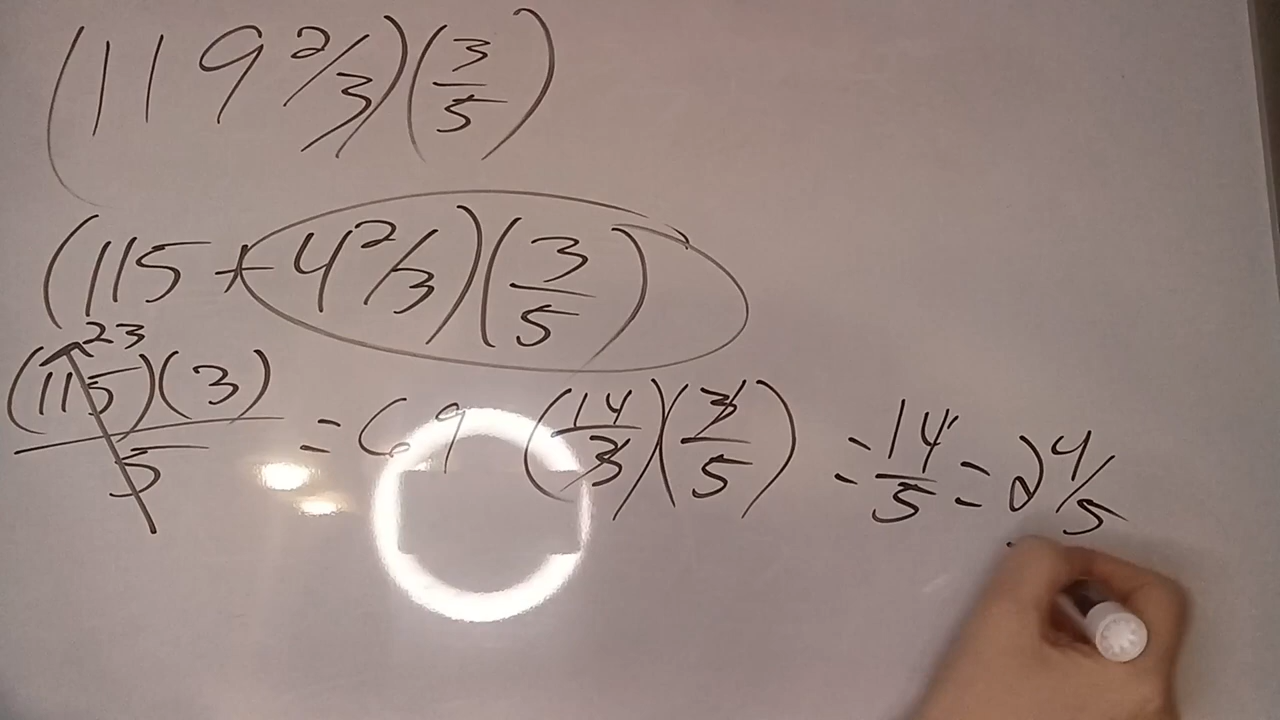 (119 2/3)(3/5)
(115 + 4 2/3)(3/5)
23
(115)(3)/5 = 69 (14/3)(3/5) = 14/5 = 2 4/5